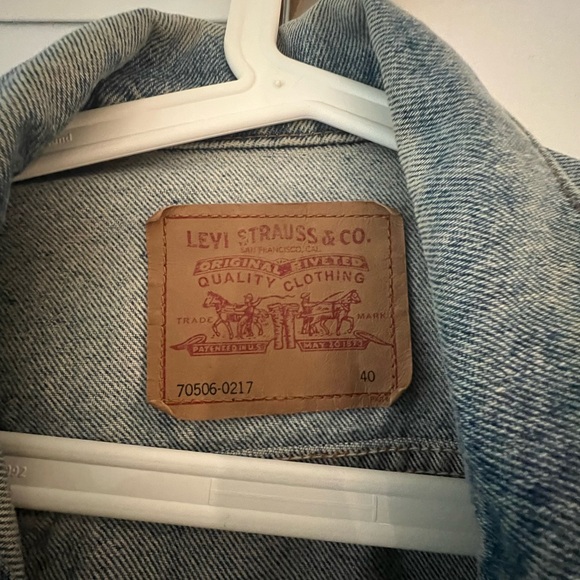 LEVI STRAUSS & CO.
SAN FRANCISCO, CAL.
ORIGINAL RIVETED
QUALITY CLOTHING
TRADE MARK
PATENTED IN U.S. MAY 20 1873
70506-0217 40